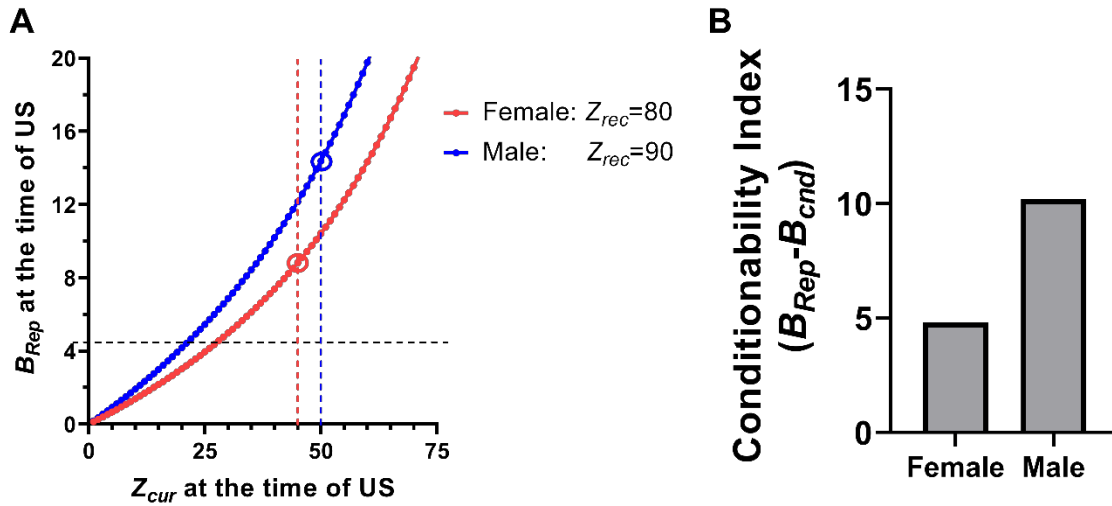 A
B_Rep at the time of US
20
16
12
8
4
0
0
25
50
75
Z_cur at the time of US
Female: Z_rec=80
Male: Z_rec=90
B
Conditionability Index
(B_Rep-B_cnd)
15
10
5
0
Female
Male